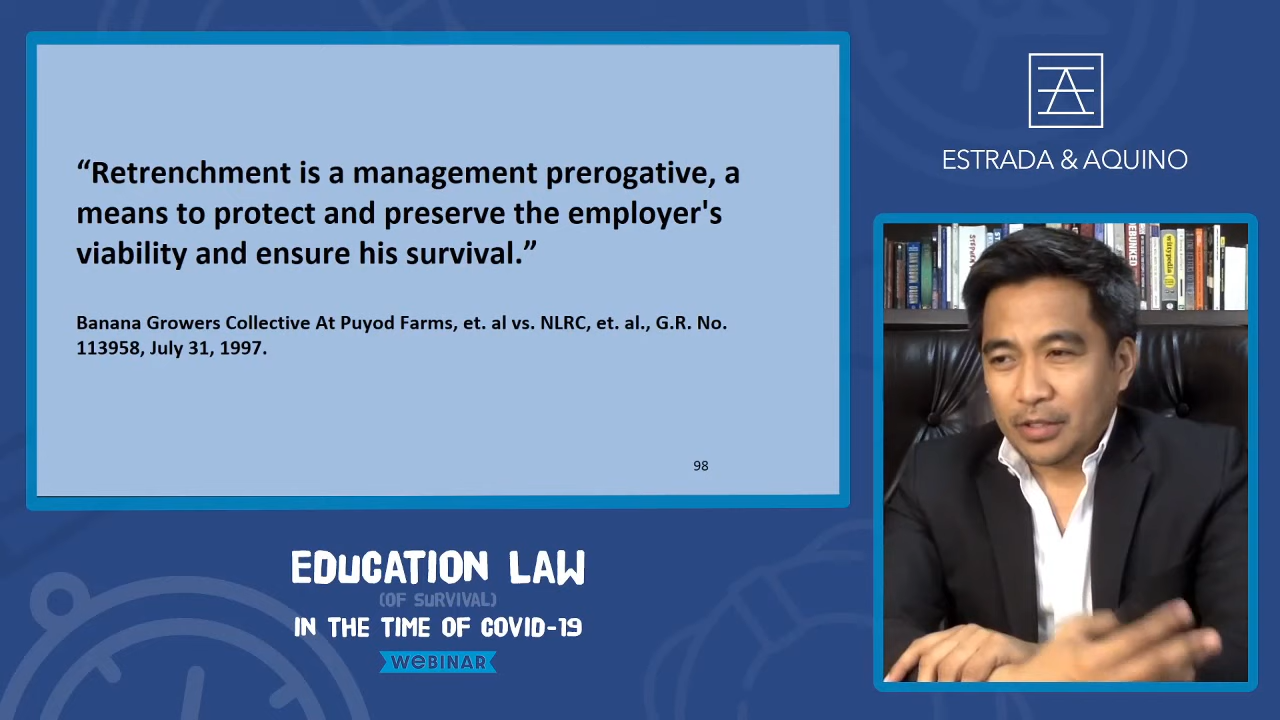 “Retrenchment is a management prerogative, a
means to protect and preserve the employer's
viability and ensure his survival.”
Banana Growers Collective At Puyod Farms, et. al vs. NLRC, et. al., G.R. No.
113958, July 31, 1997.
98
ESTRADA & AQUINO
EDUCATION LAW
(OF SURVIVAL)
IN THE TIME OF COVID-19
WEBINAR